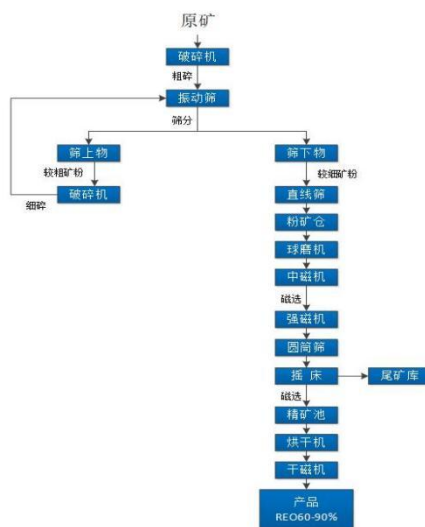 原矿
破碎机
粗碎
振动筛
筛分
筛上物
筛下物
较粗矿粉
较细矿粉
破碎机
细碎
直线筛
粉矿仓
球磨机
中磁机
磁选
强磁机
圆筒筛
摇床
尾矿库
磁选
精矿池
烘干机
干磁机
产品
REO60-90%